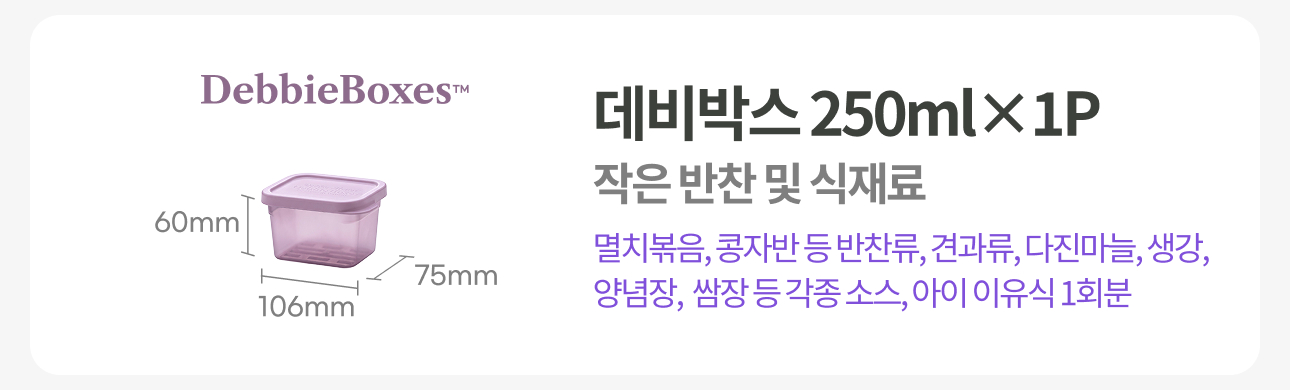 DebbieBoxes™
데비박스 250ml×1P
작은 반찬 및 식재료
멸치볶음, 콩자반 등 반찬류, 견과류, 다진마늘, 생강,
양념장, 쌈장 등 각종 소스, 아이 이유식 1회분
60mm
75mm
106mm